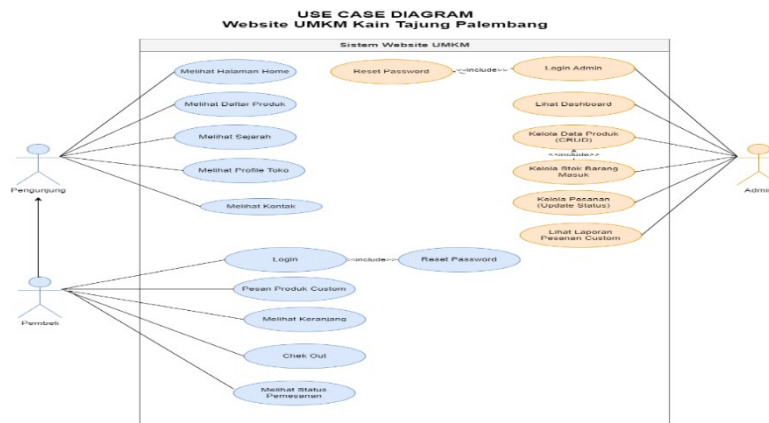 USE CASE DIAGRAM
Website UMKM Kain Tajung Palembang
Sistem Website UMKM
Melihat Halaman Home
Reset Password
<<include>>
Login Admin
Melihat Daftar Produk
Lihat Dashboard
Melihat Sejarah
Kelola Data Produk
(CRUD)
<<include>>
Pengunjung
Melihat Profile Toko
Kelola Stok Barang
Masuk
Admin
Melihat Kontak
Kelola Pesanan
(Update Status)
Lihat Laporan
Pesanan Custom
Login
<<include>>
Reset Password
Pesan Produk Custom
Pembeli
Melihat Keranjang
Chek Out
Melihat Status
Pemesanan